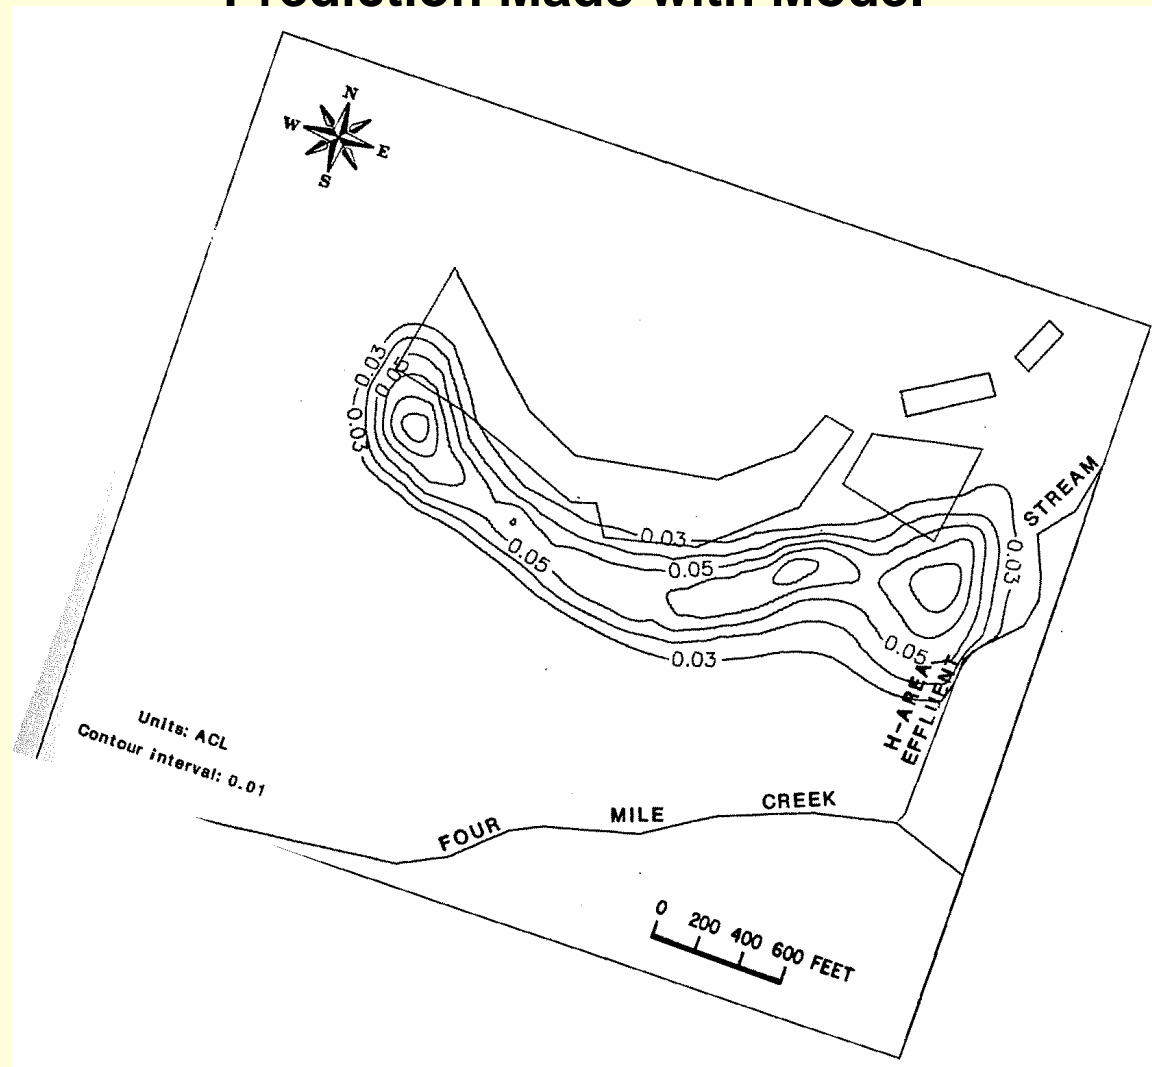 Prediction Made with Model
N
W
E
S
0.03
0.05
0.03
0.03
0.05
0.05
0.03
0.03
0.05
STREAM
H-AREA
EFFLUENT
Units: ACL
Contour interval: 0.01
FOUR MILE CREEK
0 200 400 600 FEET